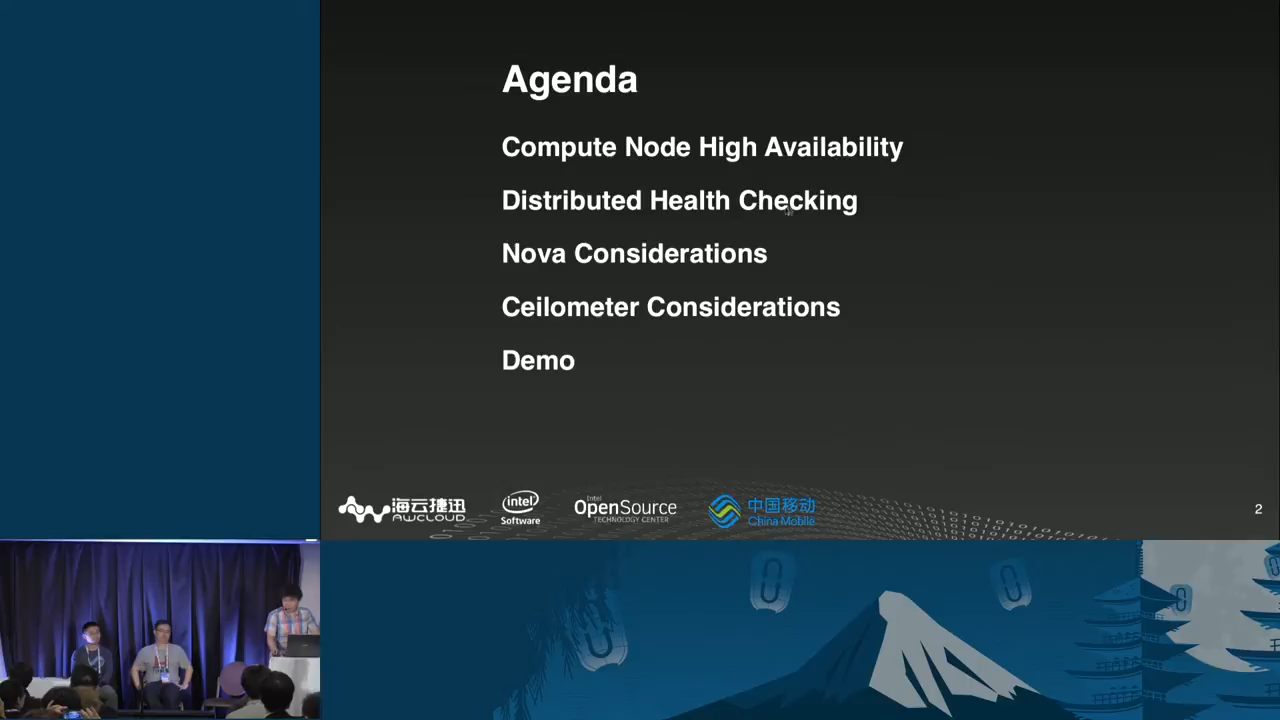 Agenda
Compute Node High Availability
Distributed Health Checking
Nova Considerations
Ceilometer Considerations
Demo
海云捷迅
AWCLOUD
intel
Software
Intel
OpenSource
TECHNOLOGY CENTER
中国移动
China Mobile
2